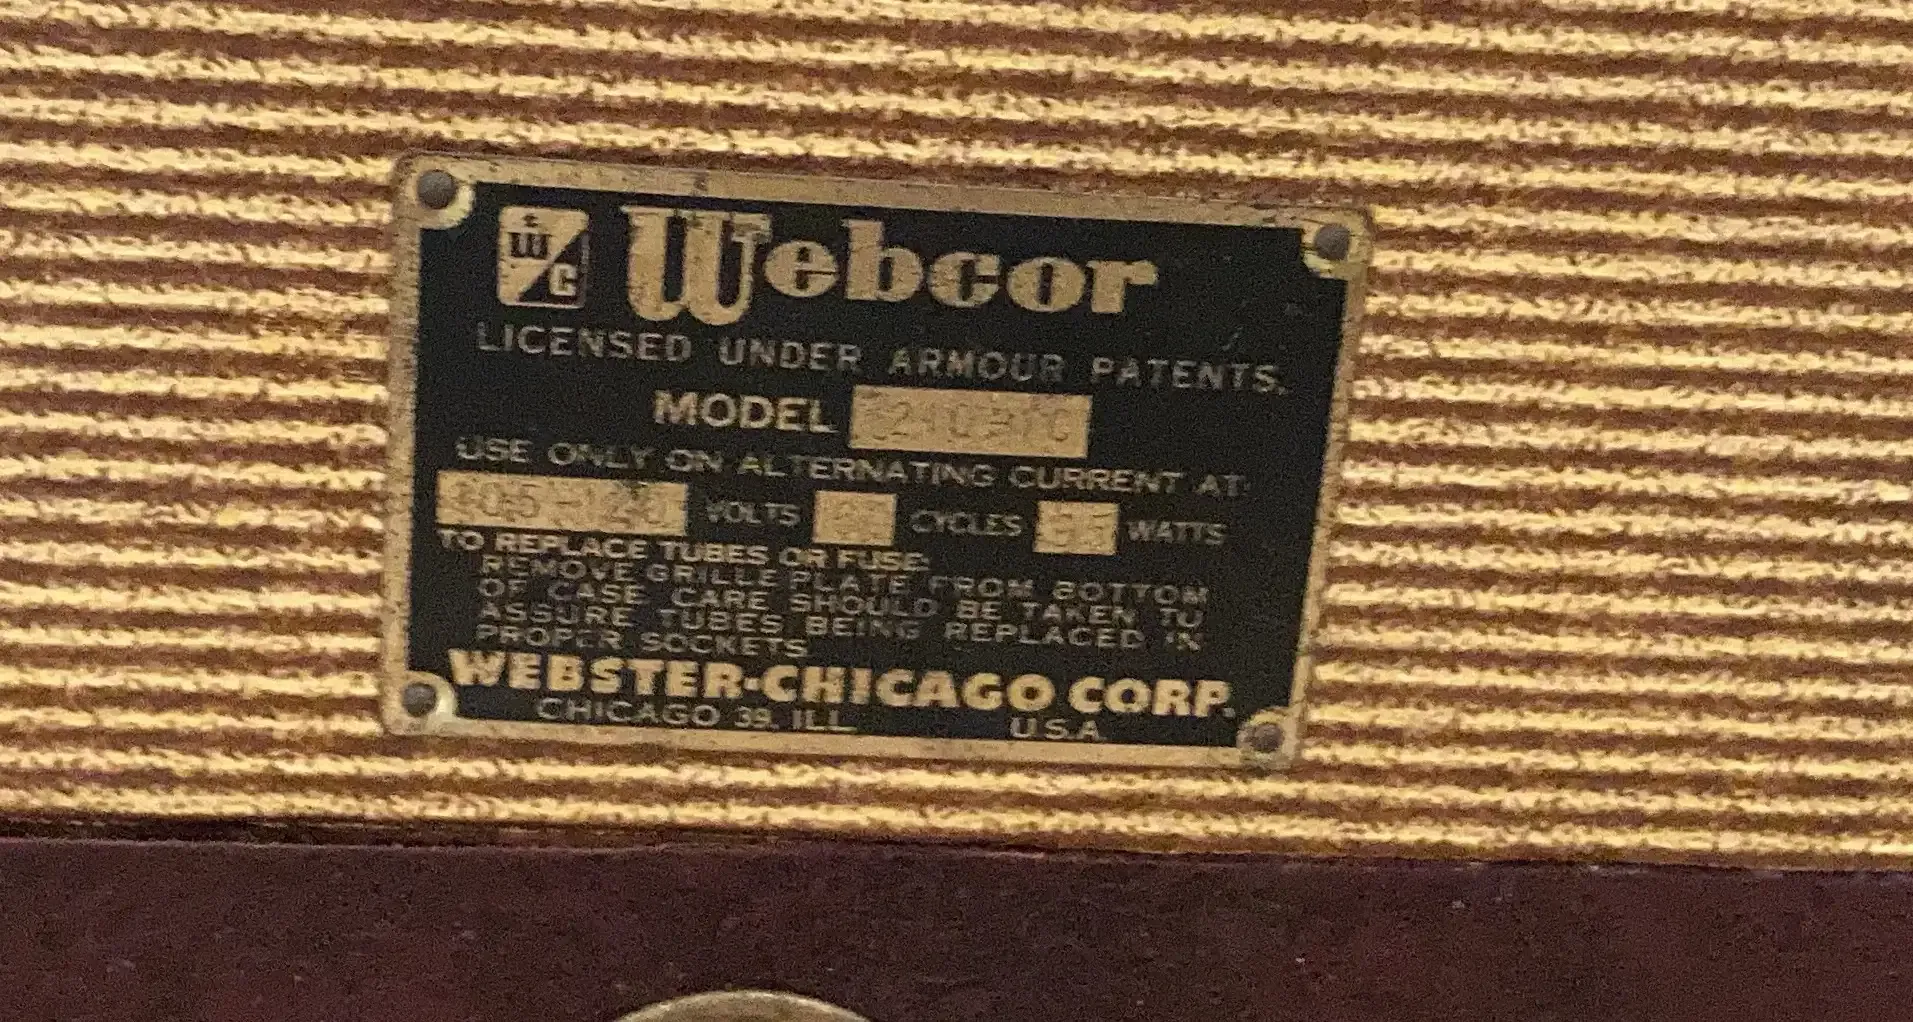 W
C
Webcor
LICENSED UNDER ARMOUR PATENTS.
MODEL
USE ONLY ON ALTERNATING CURRENT AT:
VOLTS CYCLES WATTS
TO REPLACE TUBES OR FUSE:
REMOVE GRILLE PLATE FROM BOTTOM
OF CASE CARE SHOULD BE TAKEN TO
ASSURE TUBES BEING REPLACED IN
PROPER SOCKETS
WEBSTER-CHICAGO CORP.
CHICAGO 39, ILL. U.S.A.